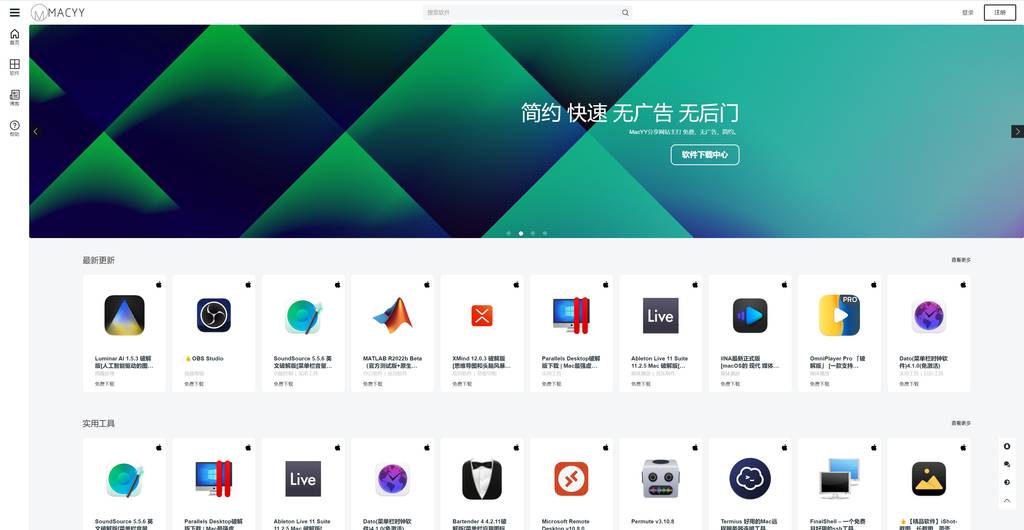 MACYY
搜索软件
登录
注册
首页
软件
博客
帮助
简约 快速 无广告 无后门
MacYY分享网站主打 免费、无广告、简约。
软件下载中心
最新更新
查看更多
Luminar AI 1.5.3 破解
版[人工智能驱动的图...
免费下载
👍OBS Studio
免费下载
SoundSource 5.5.6 英
文破解版[菜单栏音量...
免费下载
MATLAB R2022b Beta
(官方测试版+原生...
免费下载
XMind 12.0.3 破解版
[思维导图和头脑风暴...
免费下载
Parallels Desktop破解
版下载 | Mac最强虚...
免费下载
Live
Ableton Live 11 Suite
11.2.5 Mac 破解版[...
免费下载
IINA最新正式版
[macOS的 现代 媒体...
免费下载
PRO
OmniPlayer Pro 「破
解版」 [一款支持...
免费下载
Dato(菜单栏时钟软
件)4.1.0(免激活)
免费下载
实用工具
查看更多
SoundSource 5.5.6 英
文破解版[菜单栏音量
Parallels Desktop破解
版下载 | Mac最强虚
Live
Ableton Live 11 Suite
11.2.5 Mac 破解版[
Dato(菜单栏时钟软
件)4.1.0(免激活)
Bartender 4 4.2.11破
解版[菜单栏应用图标
Microsoft Remote
Desktop v10.8.0
Permute v3.10.8
Termius 好用的Mac远
程服务器连接工具
FinalShell – 一个免费
且好用的ssh工具
👍【精品软件】iShot-
截图、长截图、带壳